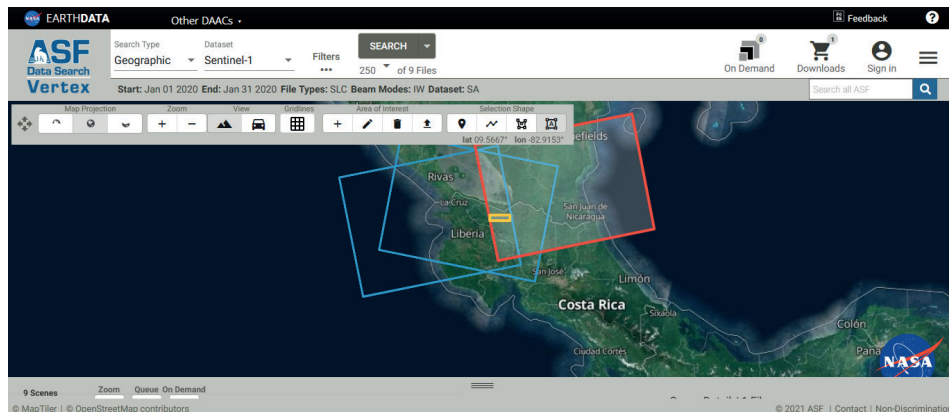 NASA EARTHDATA Other DAACs
Feedback ?
ASF Data Search Vertex
Search Type Dataset Filters SEARCH
Geographic Sentinel-1 ••• 250 of 9 Files
0 On Demand 1 Downloads Sign in
Start: Jan 01 2020 End: Jan 31 2020 File Types: SLC Beam Modes: IW Dataset: SA
Search all ASF
Map Projection Zoom View Gridlines Area of Interest Selection Shape
+ − +
lat 09.5667° lon -82.9153°
efields
Rivas
La Cruz
San Juan de Nicaragua
Liberia
San José
Limón
Costa Rica
Sixaola
Colón
Ciudad Cortés
Pana
NASA
9 Scenes Zoom Queue On Demand
© MapTiler | © OpenStreetMap contributors
© 2021 ASF | Contact | Non-Discrimination